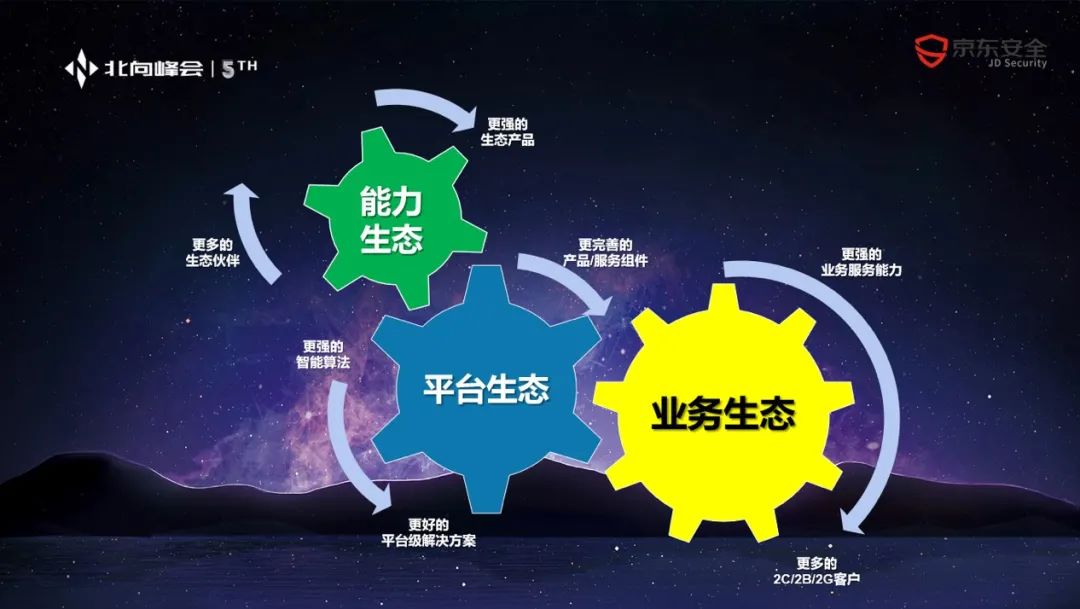 北向峰会 | 5TH
京东安全
JD Security
更强的
生态产品
能力
生态
更多的
生态伙伴
更完善的
产品/服务组件
更强的
业务服务能力
更强的
智能算法
平台生态
业务生态
更好的
平台级解决方案
更多的
2C/2B/2G客户